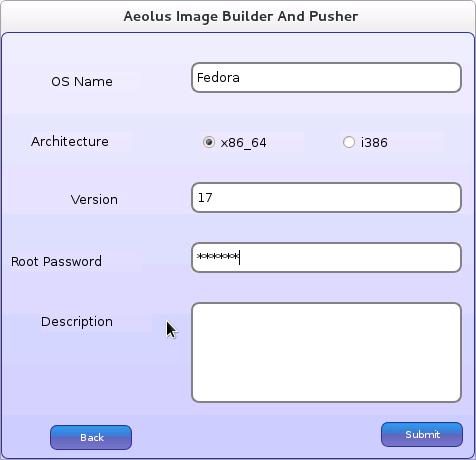 Aeolus Image Builder And Pusher
OS Name Fedora
Architecture x86_64 i386
Version 17
Root Password ******
Description
Back Submit